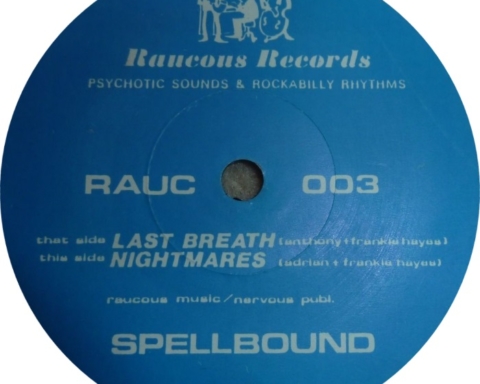 Raucous Records
PSYCHOTIC SOUNDS & ROCKABILLY RHYTHMS
RAUC 003
that side LAST BREATH (anthony + frankie hayes)
this side NIGHTMARES (adrian + frankie hayes)
raucous music/nervous publ.
SPELLBOUND